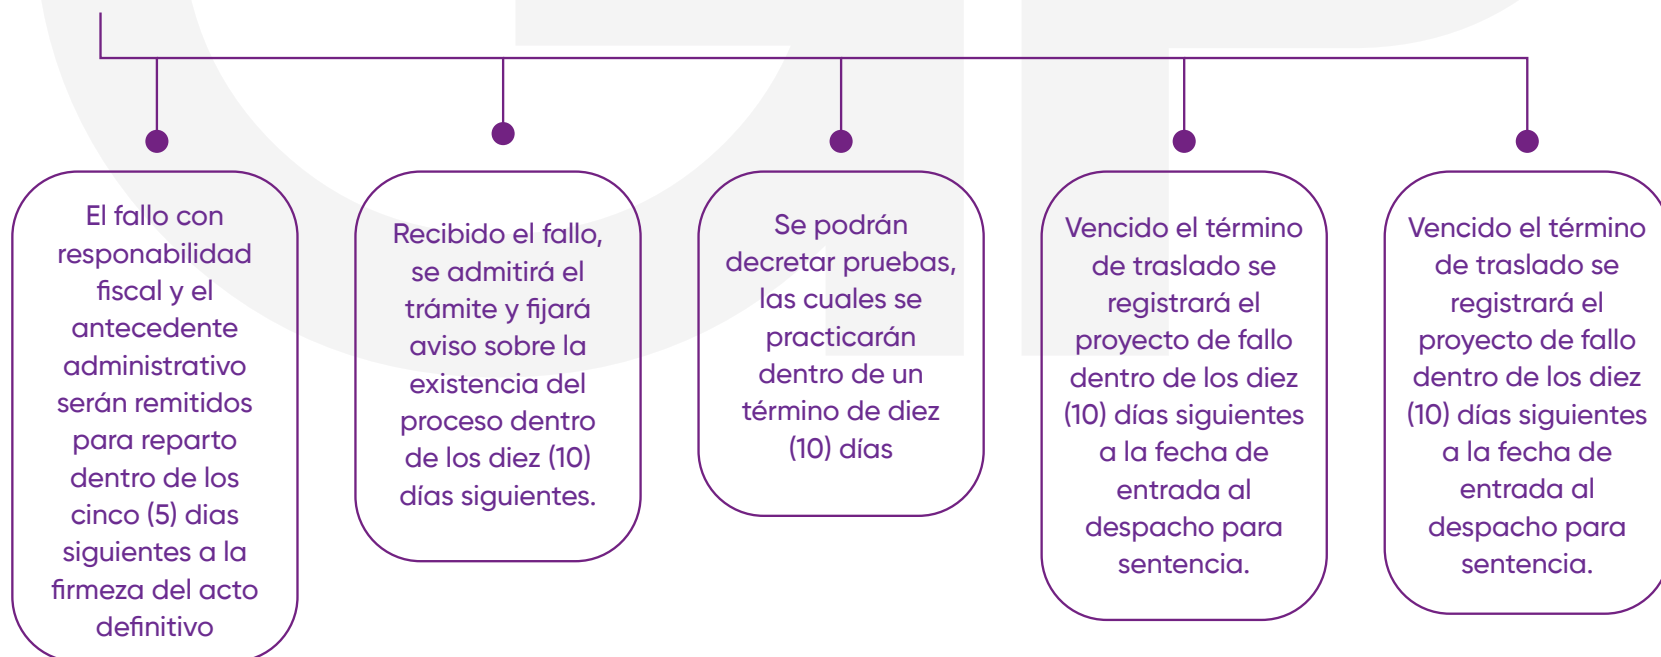 El fallo con
responabilidad
fiscal y el
antecedente
administrativo
serán remitidos
para reparto
dentro de los
cinco (5) dias
siguientes a la
firmeza del acto
definitivo
Recibido el fallo,
se admitirá el
trámite y fijará
aviso sobre la
existencia del
proceso dentro
de los diez (10)
días siguientes.
Se podrán
decretar pruebas,
las cuales se
practicarán
dentro de un
término de diez
(10) días
Vencido el término
de traslado se
registrará el
proyecto de fallo
dentro de los diez
(10) días siguientes
a la fecha de
entrada al
despacho para
sentencia.
Vencido el término
de traslado se
registrará el
proyecto de fallo
dentro de los diez
(10) días siguientes
a la fecha de
entrada al
despacho para
sentencia.